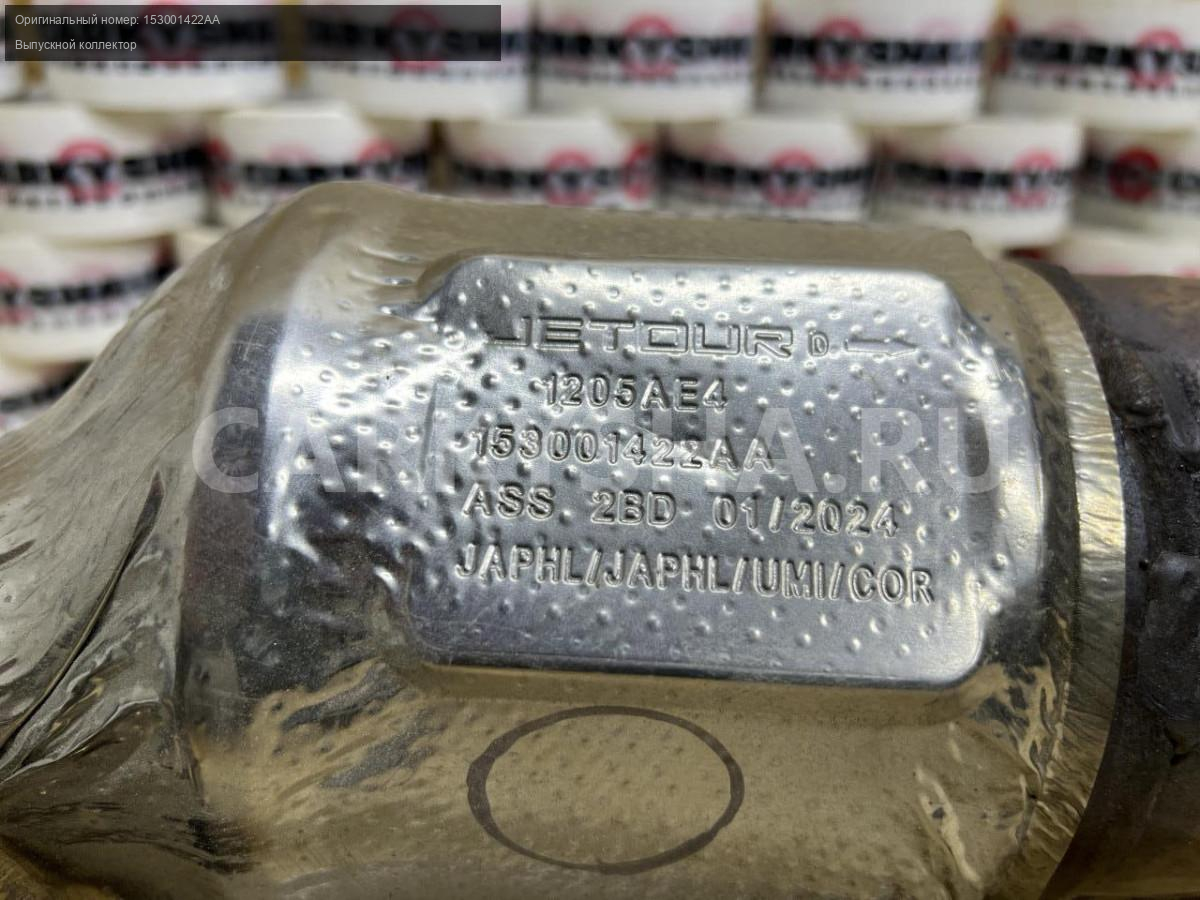 Оригинальный номер: 153001422AA
Выпускной коллектор
JETOUR D
1205AE4
153001422AA
ASS 2BD 01/2024
JAPHL/JAPHL/UMI/COR